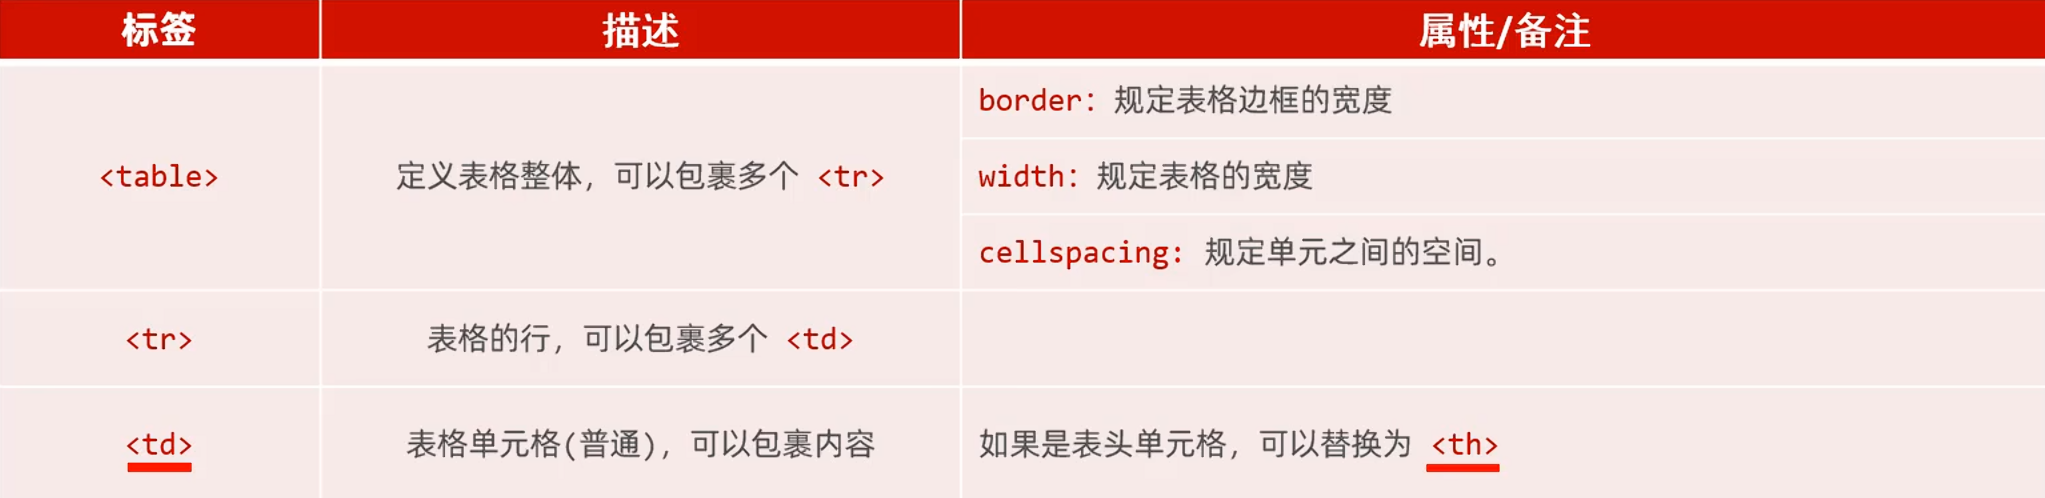 标签 描述 属性/备注
border: 规定表格边框的宽度
<table> 定义表格整体，可以包裹多个 <tr> width: 规定表格的宽度
cellspacing: 规定单元之间的空间。
<tr> 表格的行，可以包裹多个 <td>
<td> 表格单元格(普通)，可以包裹内容 如果是表头单元格，可以替换为 <th>